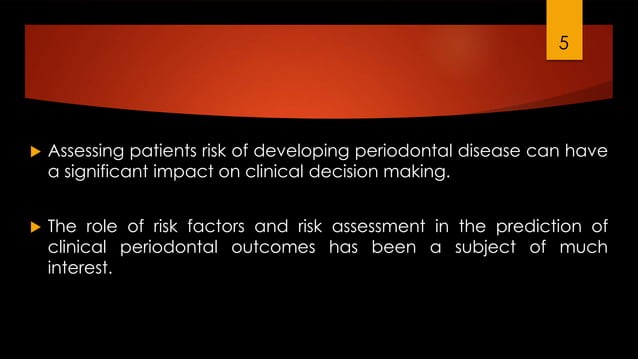 5
Assessing patients risk of developing periodontal disease can have
a significant impact on clinical decision making.
The role of risk factors and risk assessment in the prediction of
clinical periodontal outcomes has been a subject of much
interest.